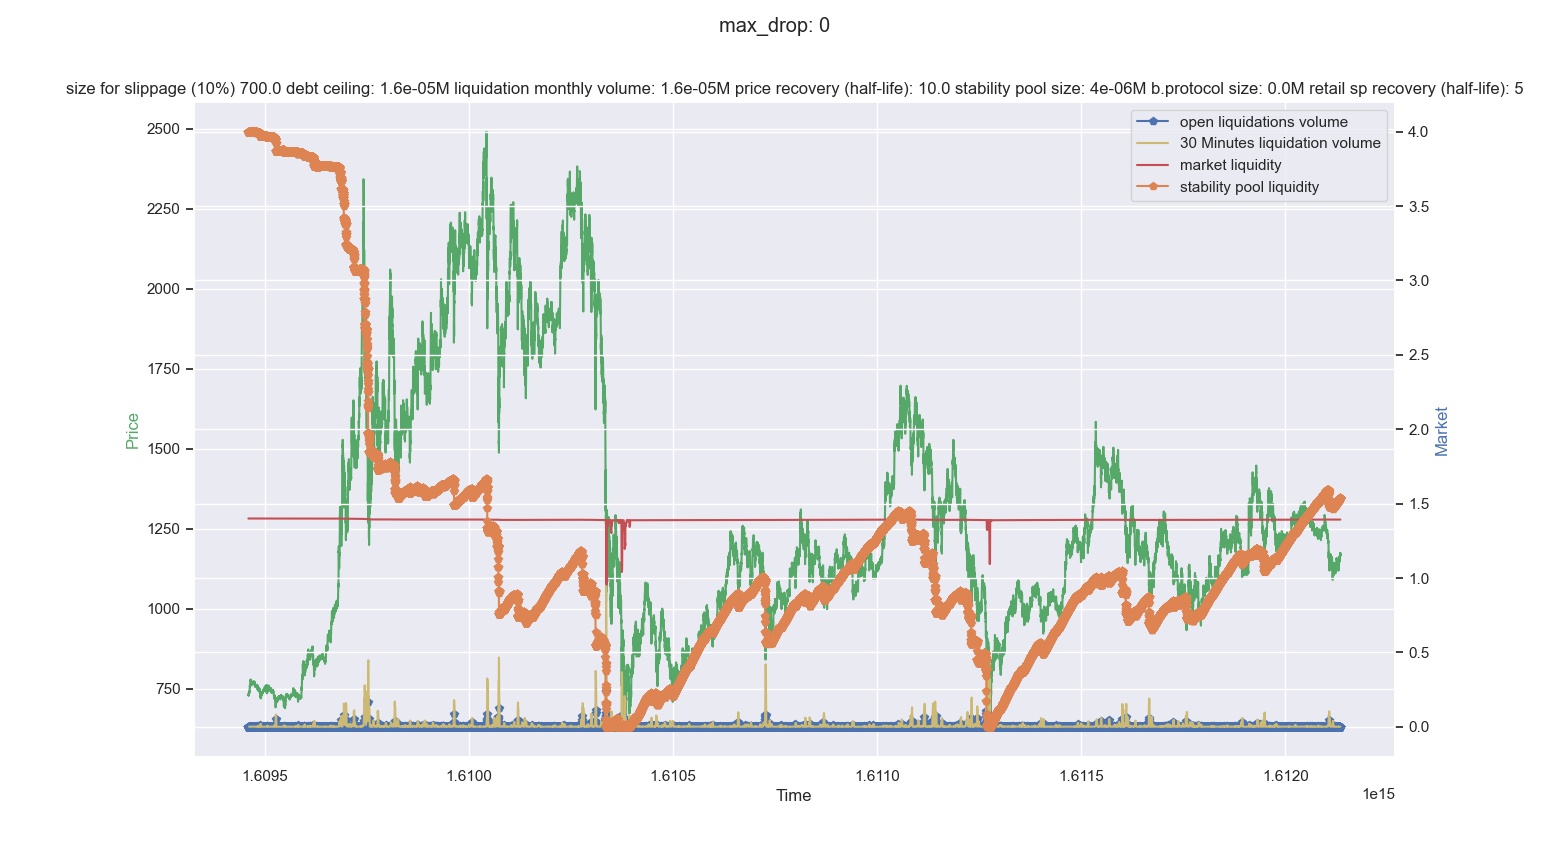 max_drop: 0
size for slippage (10%) 700.0 debt ceiling: 1.6e-05M liquidation monthly volume: 1.6e-05M price recovery (half-life): 10.0 stability pool size: 4e-06M b.protocol size: 0.0M retail sp recovery (half-life): 5
open liquidations volume
30 Minutes liquidation volume
market liquidity
stability pool liquidity
2500
2250
2000
1750
1500
1250
1000
750
Price
4.0
3.5
3.0
2.5
2.0
1.5
1.0
0.5
0.0
Market
1.6095
1.6100
1.6105
1.6110
1.6115
1.6120
1e15
Time